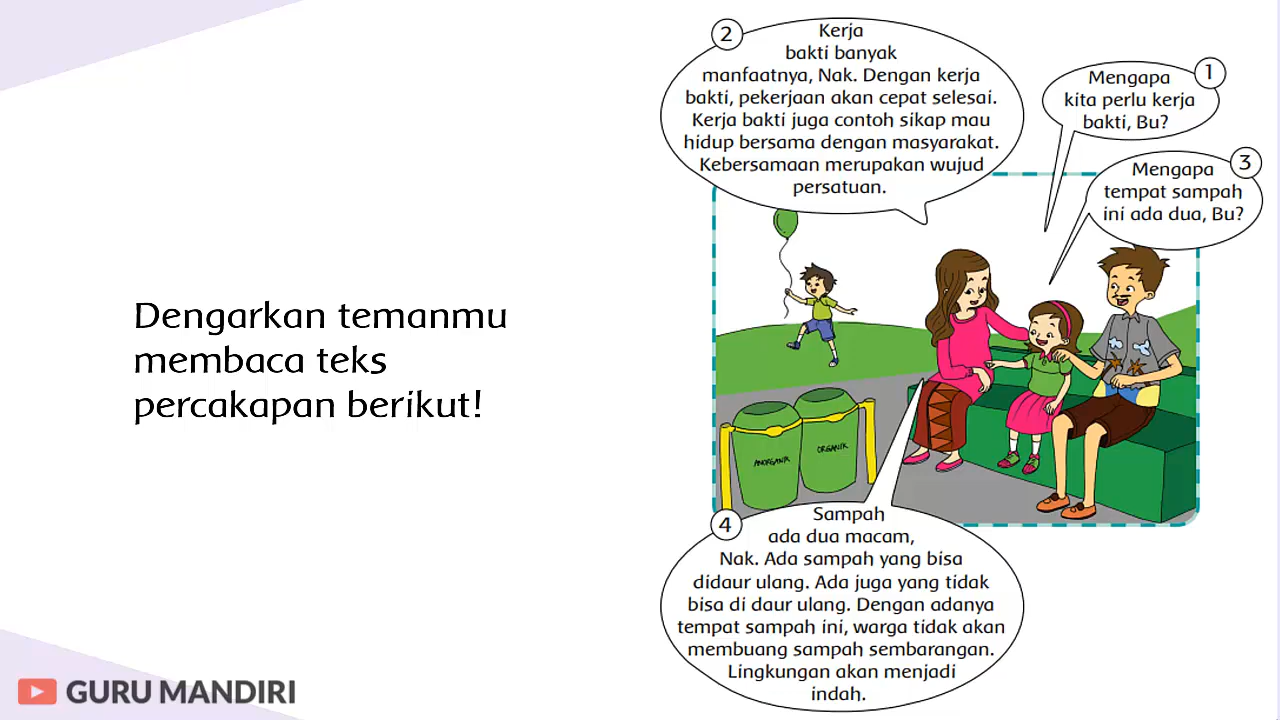 Dengarkan temanmu
membaca teks
percakapan berikut!
1
Mengapa
kita perlu kerja
bakti, Bu?
2
Kerja
bakti banyak
manfaatnya, Nak. Dengan kerja
bakti, pekerjaan akan cepat selesai.
Kerja bakti juga contoh sikap mau
hidup bersama dengan masyarakat.
Kebersamaan merupakan wujud
persatuan.
3
Mengapa
tempat sampah
ini ada dua, Bu?
ANORGANIK
ORGANIK
4
Sampah
ada dua macam,
Nak. Ada sampah yang bisa
didaur ulang. Ada juga yang tidak
bisa di daur ulang. Dengan adanya
tempat sampah ini, warga tidak akan
membuang sampah sembarangan.
Lingkungan akan menjadi
indah.
GURU MANDIRI